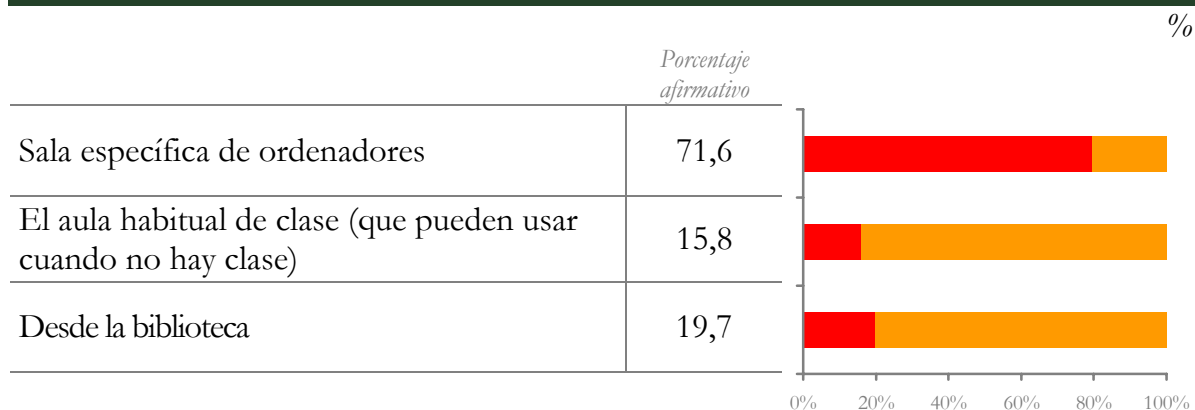 %
Porcentaje
afirmativo
Sala específica de ordenadores
71,6
El aula habitual de clase (que pueden usar
cuando no hay clase)
15,8
Desde la biblioteca
19,7
0% 20% 40% 60% 80% 100%